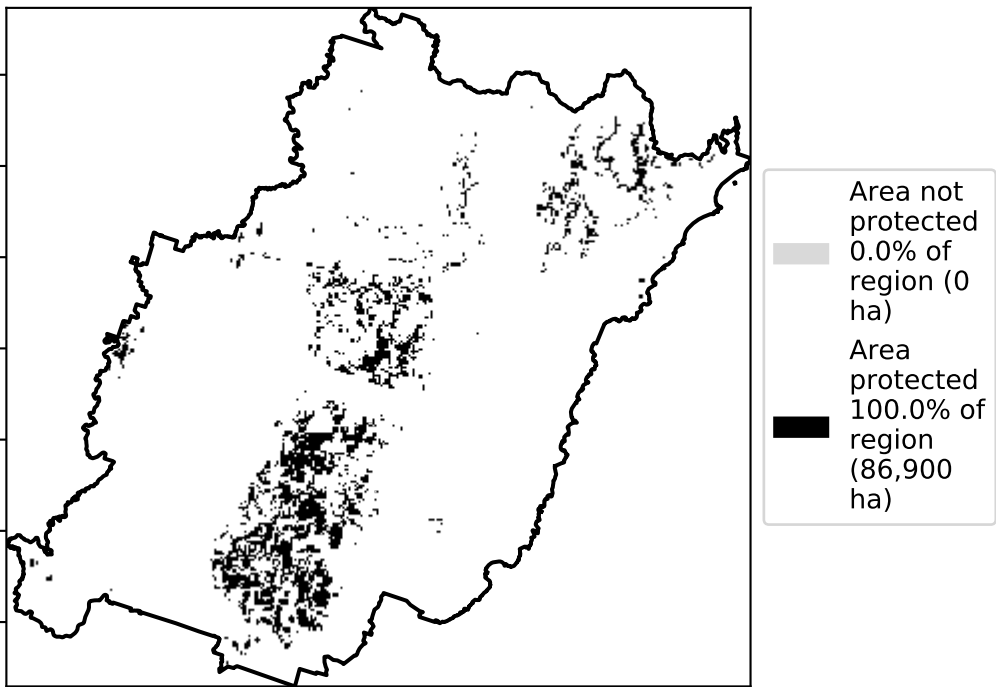 Area not
protected
0.0% of
region (0
ha)
Area
protected
100.0% of
region
(86,900
ha)